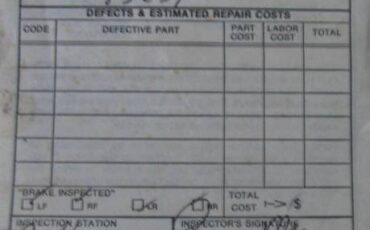 DEFECTS & ESTIMATED REPAIR COSTS
CODE DEFECTIVE PART PART COST LABOR COST TOTAL
"BRAKE INSPECTED" TOTAL COST --> $
LF RF LR RR
INSPECTION STATION INSPECTOR'S SIGNATURE